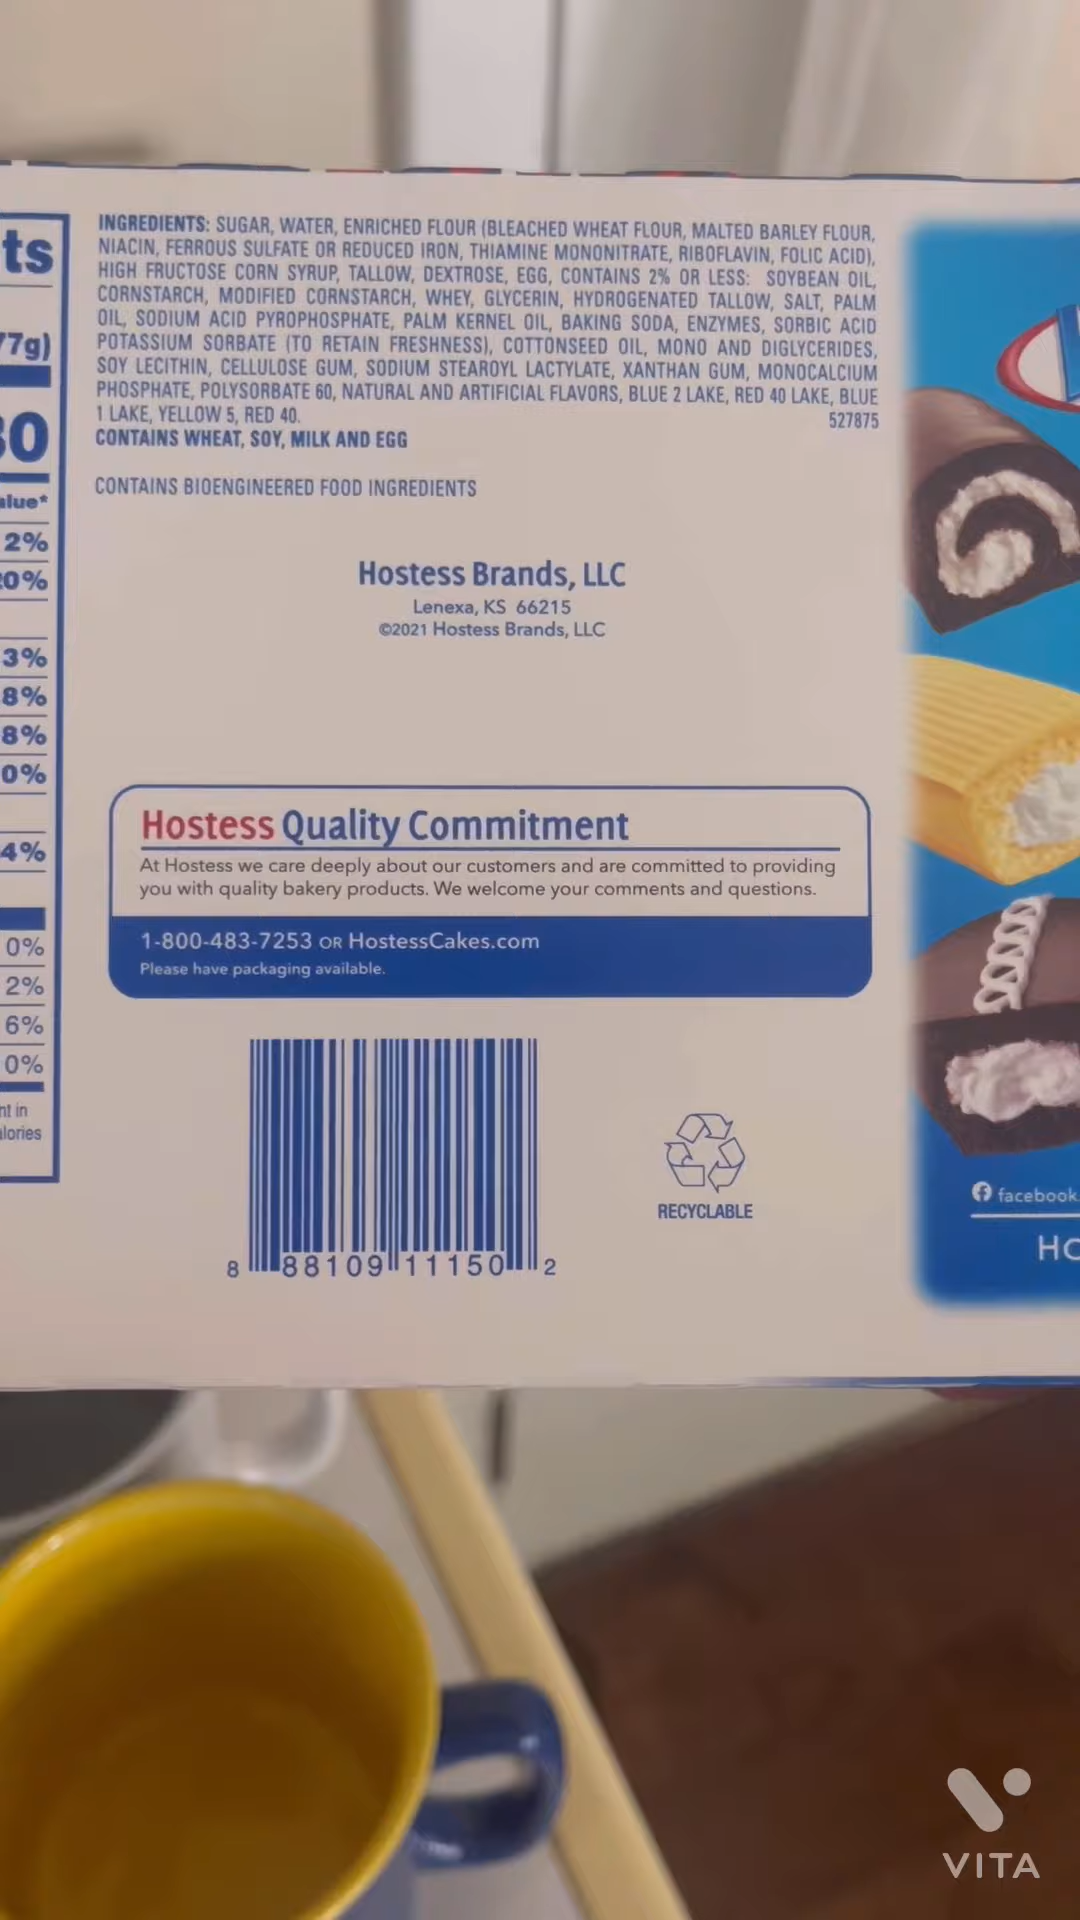 ts
77g)
30
alue*
2%
0%
3%
8%
8%
0%
4%
0%
2%
6%
0%
nt in
alories
INGREDIENTS: SUGAR, WATER, ENRICHED FLOUR (BLEACHED WHEAT FLOUR, MALTED BARLEY FLOUR,
NIACIN, FERROUS SULFATE OR REDUCED IRON, THIAMINE MONONITRATE, RIBOFLAVIN, FOLIC ACID),
HIGH FRUCTOSE CORN SYRUP, TALLOW, DEXTROSE, EGG, CONTAINS 2% OR LESS: SOYBEAN OIL,
CORNSTARCH, MODIFIED CORNSTARCH, WHEY, GLYCERIN, HYDROGENATED TALLOW, SALT, PALM
OIL, SODIUM ACID PYROPHOSPHATE, PALM KERNEL OIL, BAKING SODA, ENZYMES, SORBIC ACID
POTASSIUM SORBATE (TO RETAIN FRESHNESS), COTTONSEED OIL, MONO AND DIGLYCERIDES,
SOY LECITHIN, CELLULOSE GUM, SODIUM STEAROYL LACTYLATE, XANTHAN GUM, MONOCALCIUM
PHOSPHATE, POLYSORBATE 60, NATURAL AND ARTIFICIAL FLAVORS, BLUE 2 LAKE, RED 40 LAKE, BLUE
1 LAKE, YELLOW 5, RED 40.
527875
CONTAINS WHEAT, SOY, MILK AND EGG
CONTAINS BIOENGINEERED FOOD INGREDIENTS
Hostess Brands, LLC
Lenexa, KS 66215
©2021 Hostess Brands, LLC
Hostess Quality Commitment
At Hostess we care deeply about our customers and are committed to providing
you with quality bakery products. We welcome your comments and questions.
1-800-483-7253 OR HostessCakes.com
Please have packaging available.
8 88109 11150 2
RECYCLABLE
facebook
HO
VITA